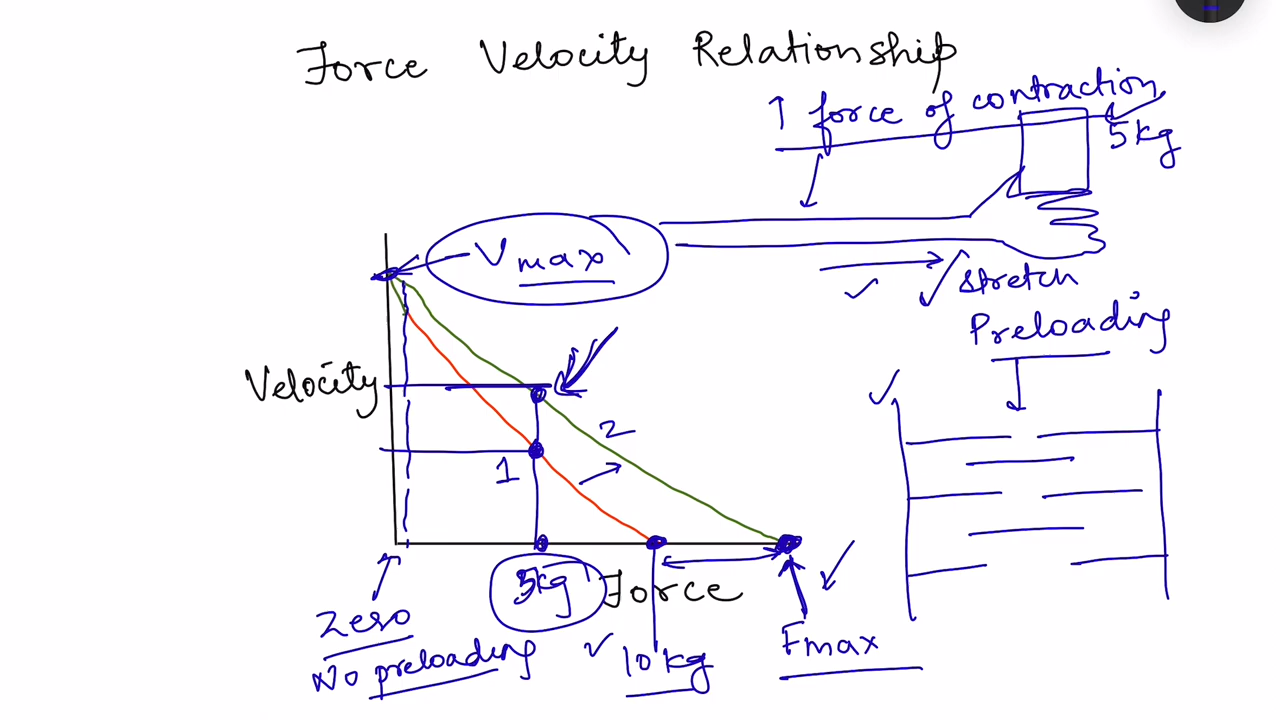 Force Velocity Relationship
↑ force of contraction
5kg
Vmax
✓ ✓ stretch
Preloading
✓
Velocity
2
1
5kg
Force
✓
Zero
No preloading
✓ 10kg
Fmax